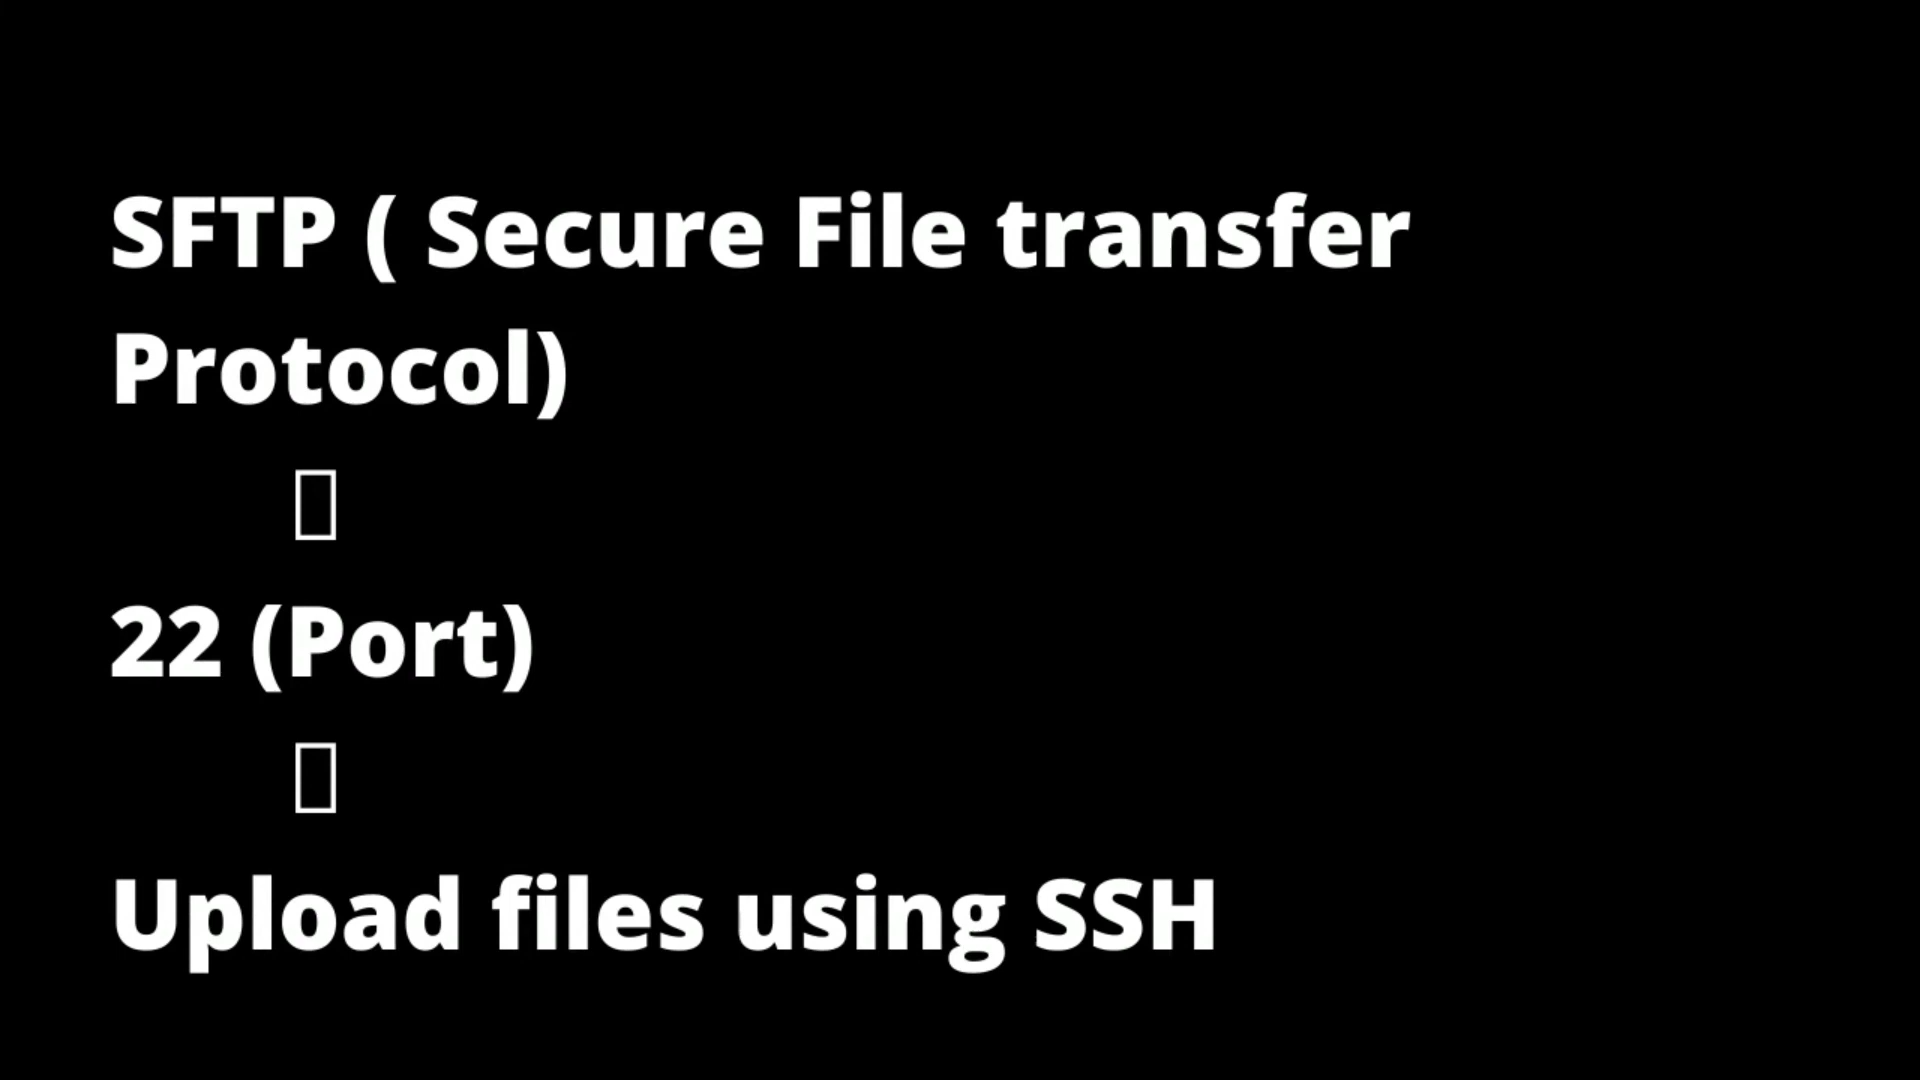 SFTP ( Secure File transfer
Protocol)
22 (Port)
Upload files using SSH